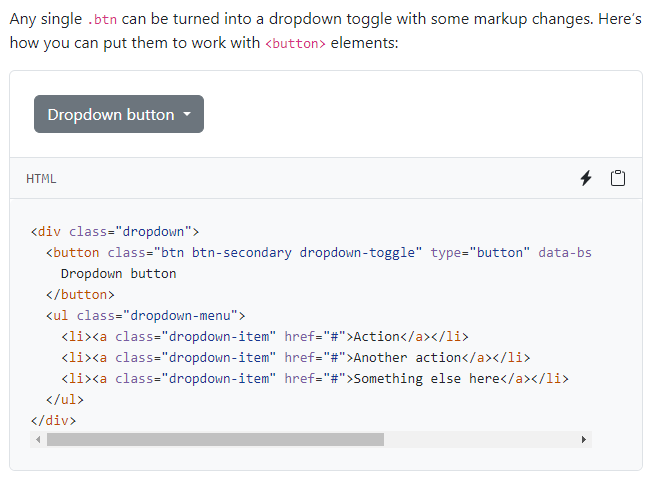 Any single .btn can be turned into a dropdown toggle with some markup changes. Here’s
how you can put them to work with <button> elements:
Dropdown button
HTML
<div class="dropdown">
  <button class="btn btn-secondary dropdown-toggle" type="button" data-bs
    Dropdown button
  </button>
  <ul class="dropdown-menu">
    <li><a class="dropdown-item" href="#">Action</a></li>
    <li><a class="dropdown-item" href="#">Another action</a></li>
    <li><a class="dropdown-item" href="#">Something else here</a></li>
  </ul>
</div>